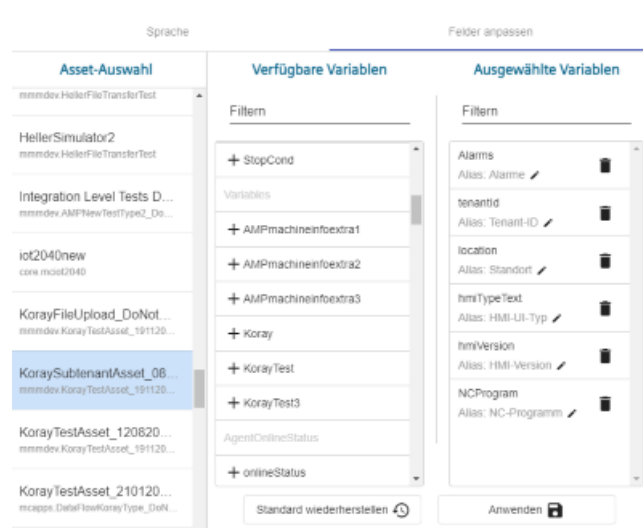 Sprache
Felder anpassen
Asset-Auswahl
mmmdev.HellerFileTransferTest
HellerSimulator2
mmmdev.HellerFileTransferTest
Integration Level Tests D...
mmmdev.AMPNewTestType2_Do...
iot2040new
core.mciot2040
KorayFileUpload_DoNot...
mmmdev.KorayTestAsset_191120...
KoraySubtenantAsset_08...
mmmdev.KorayTestAsset_191120...
KorayTestAsset_120820...
mmmdev.KorayTestAsset_191120...
KorayTestAsset_210120...
mcapps.DataFlowKorayType_DoN...
Verfügbare Variablen
Filtern
+ StopCond
Variables
+ AMPmachineinfoextra1
+ AMPmachineinfoextra2
+ AMPmachineinfoextra3
+ Koray
+ KorayTest
+ KorayTest3
AgentOnlineStatus
+ onlineStatus
Standard wiederherstellen
Ausgewählte Variablen
Filtern
Alarms
Alias: Alarme
tenantId
Alias: Tenant-ID
location
Alias: Standort
hmiTypeText
Alias: HMI-UI-Typ
hmiVersion
Alias: HMI-Version
NCProgram
Alias: NC-Programm
Anwenden